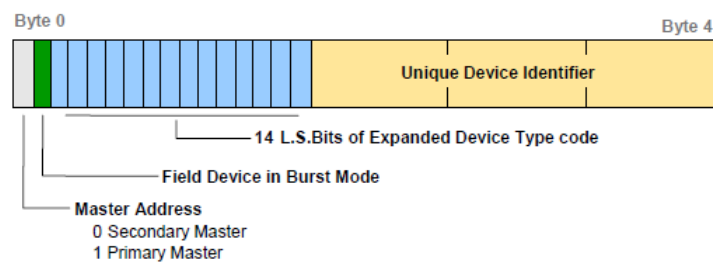 Byte 0
Byte 4
Unique Device Identifier
14 L.S.Bits of Expanded Device Type code
Field Device in Burst Mode
Master Address
0 Secondary Master
1 Primary Master